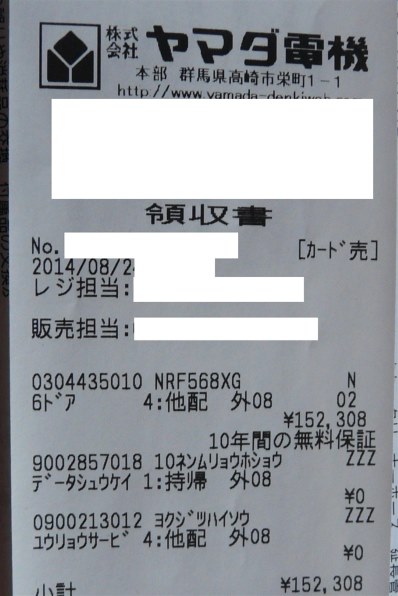 株式会社 ヤマダ電機
本部 群馬県高崎市栄町1-1
http://www.yamada-denkiweb
領収書
No. [カード売]
2014/08/2
レジ担当:
販売担当:
0304435010 NRF568XG N
6ドア 4:他配 外08 02
¥152,308
10年間の無料保証
9002857018 10ネンムリョウホショウ ZZZ
データシュウケイ 1:持帰 外08
¥0
0900213012 ヨクジツハイソウ ZZZ
ユウリョウサービ 4:他配 外08
¥0
小計 ¥152,308